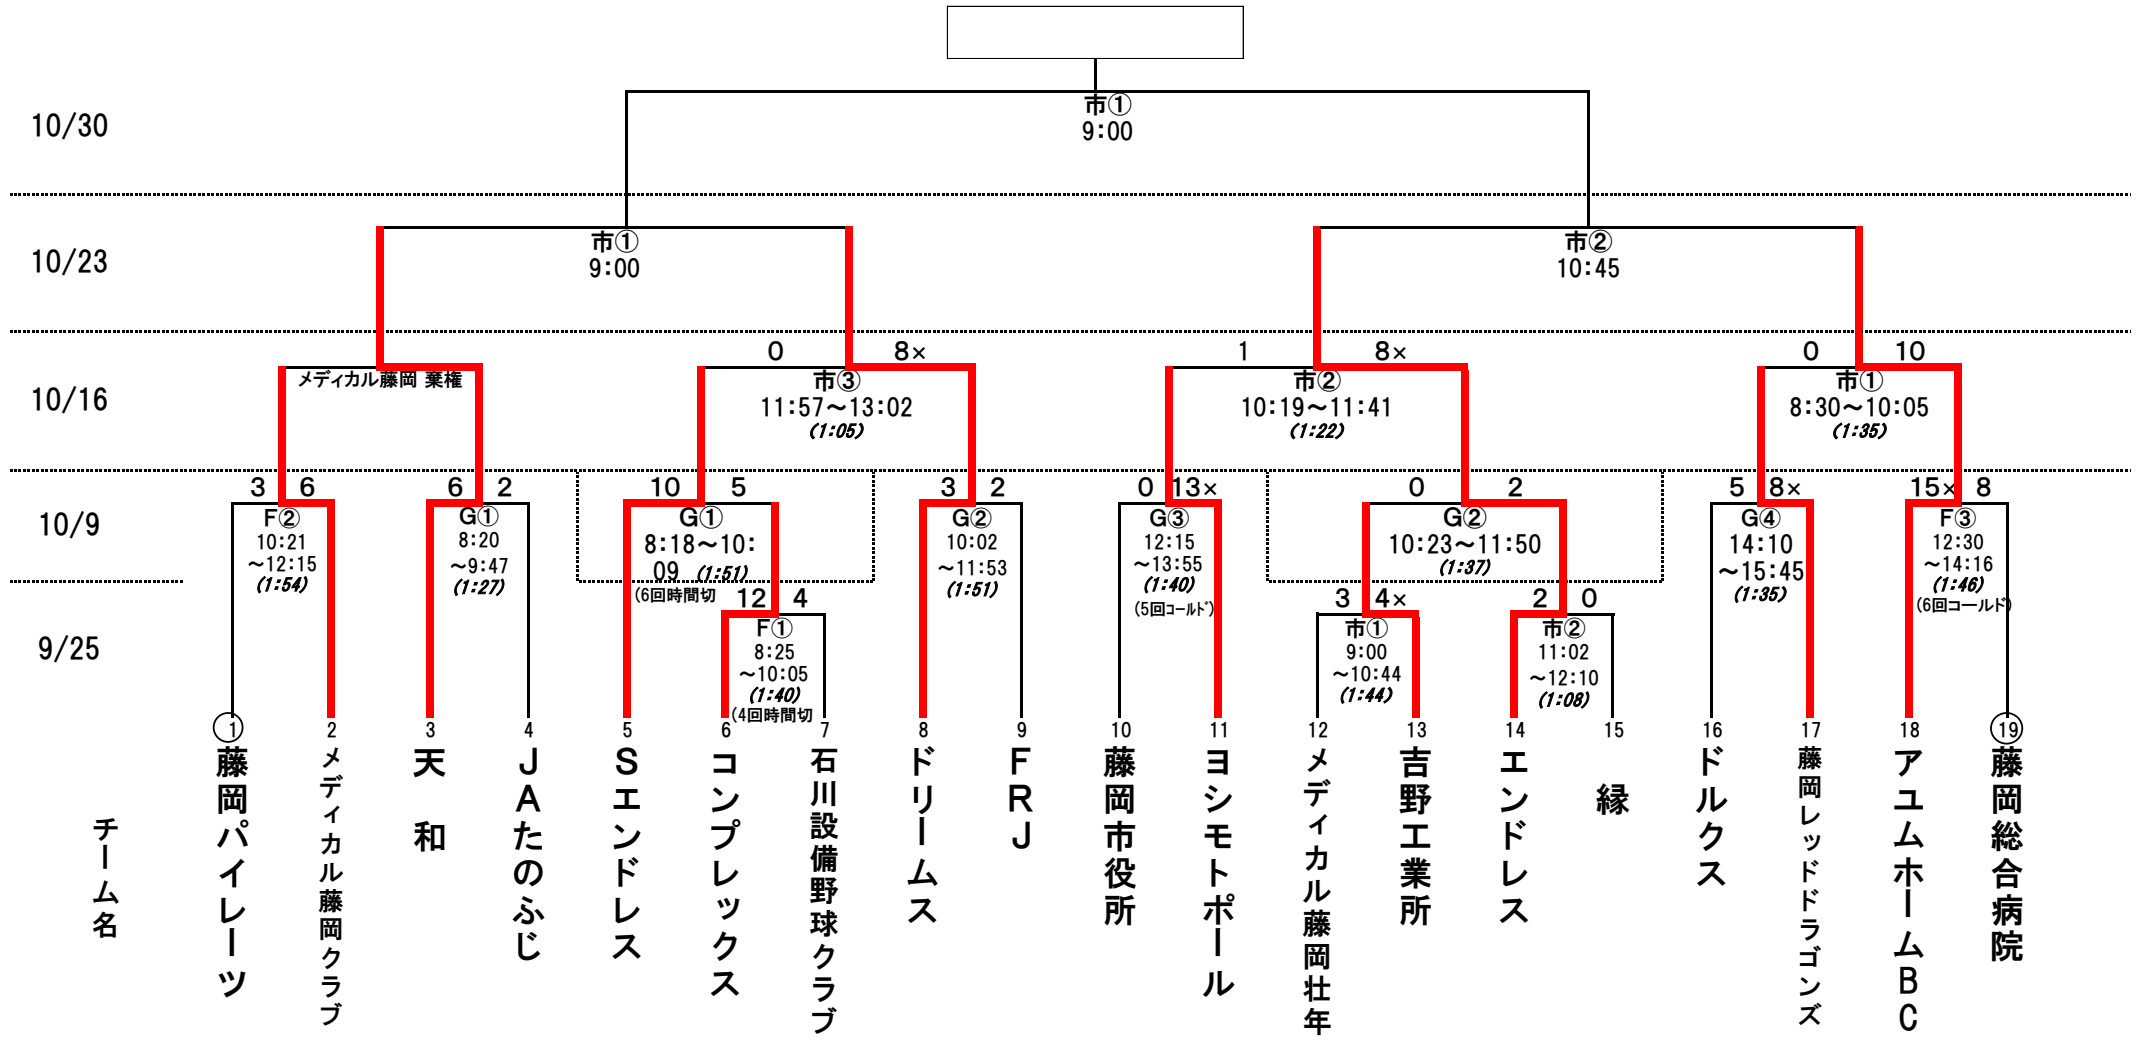 市①
10/30
9:00
市①
市②
10/23
9:00
10:45
0 8×
1 8×
0 10
メディカル藤岡 棄権
市③
市②
市①
10/16
11:57～13:02
10:19～11:41
8:30～10:05
(1:05)
(1:22)
(1:35)
3 6
6 2
10 5
3 2
0 13×
0 2
5 8×
15× 8
10/9
F②
10:21
～12:15
(1:54)
G①
8:20
～9:47
(1:27)
G①
8:18～10:
09 (1:51)
(6回時間切
G②
10:02
～11:53
(1:51)
G③
12:15
～13:55
(1:40)
(5回コールド)
G②
10:23～11:50
(1:37)
G④
14:10
～15:45
(1:35)
F③
12:30
～14:16
(1:46)
(6回コールド)
9/25
12 4
F①
8:25
～10:05
(1:40)
(4回時間切
3 4×
市①
9:00
～10:44
(1:44)
2 0
市②
11:02
～12:10
(1:08)
チーム名
① 藤岡パイレーツ
2 メディカル藤岡クラブ
3 天 和
4 JAたのふじ
5 Sエンドレス
6 コンプレックス
7 石川設備野球クラブ
8 ドリームス
9 FRJ
10 藤岡市役所
11 ヨシモトポール
12 メディカル藤岡壮年
13 吉野工業所
14 エンドレス
15 縁
16 ドルクス
17 藤岡レッドドラゴンズ
18 アユムホームBC
⑲ 藤岡総合病院